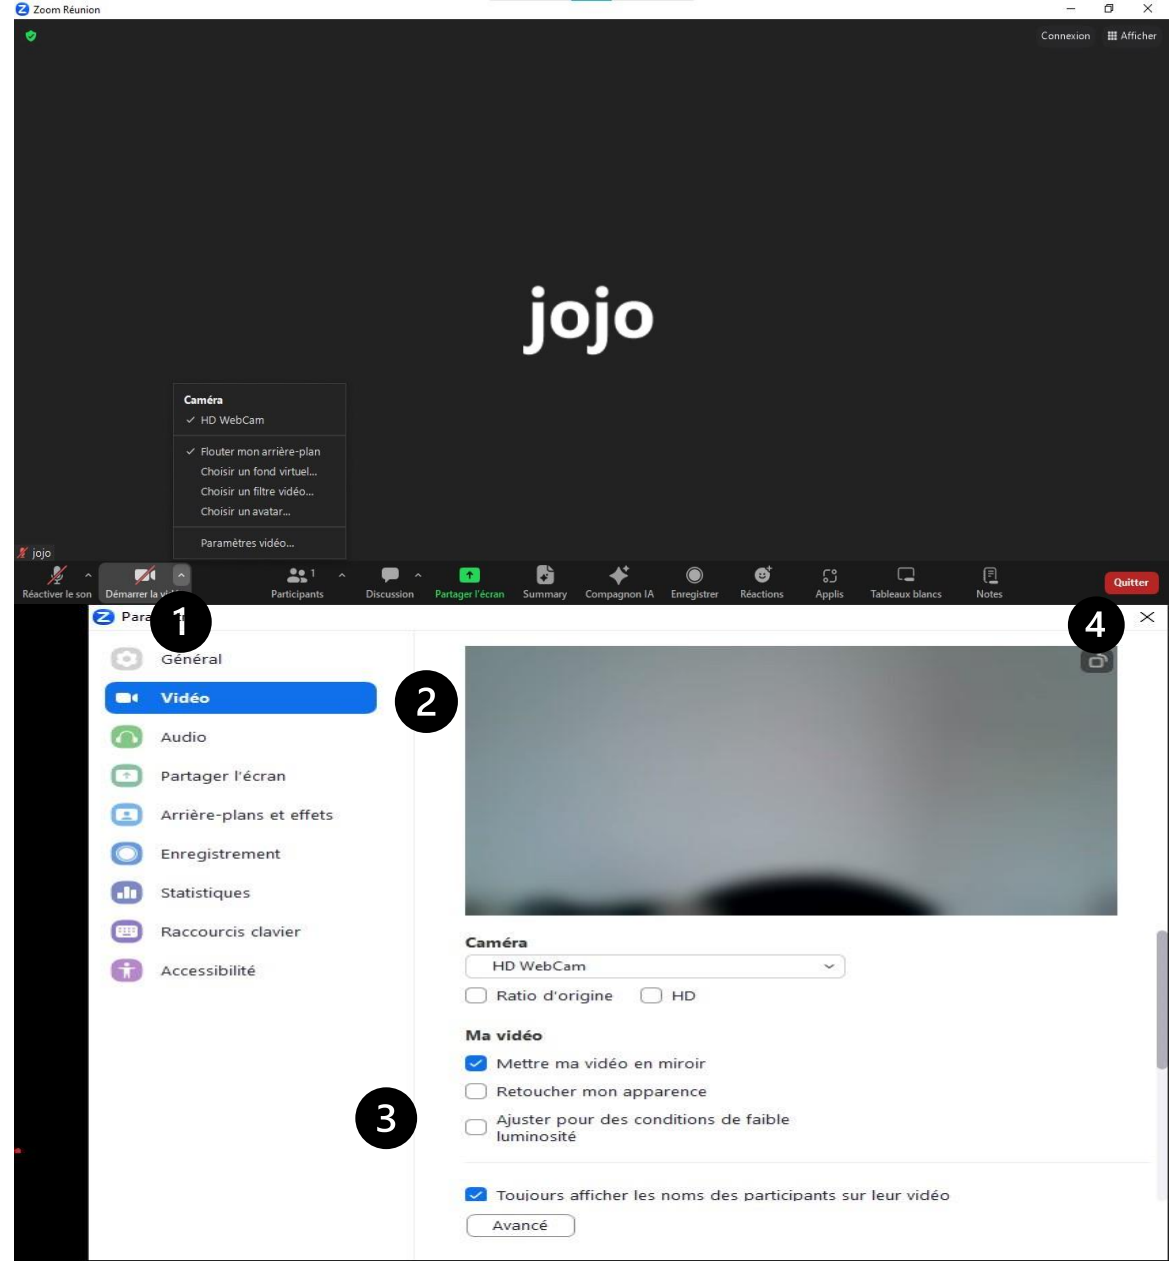 Zoom Réunion
Connexion
Afficher
jojo
Caméra
HD WebCam
Flouter mon arrière-plan
Choisir un fond virtuel...
Choisir un filtre vidéo...
Choisir un avatar...
Paramètres vidéo...
jojo
1
Réactiver le son
Démarrer la
Participants
Discussion
Partager l'écran
Summary
Compagnon IA
Enregistrer
Réactions
Applis
Tableaux blancs
Notes
Quitter
1
4
Général
Vidéo
2
Audio
Partager l'écran
Arrière-plans et effets
Enregistrement
Statistiques
Raccourcis clavier
Accessibilité
Caméra
HD WebCam
Ratio d'origine
HD
Ma vidéo
Mettre ma vidéo en miroir
Retoucher mon apparence
3
Ajuster pour des conditions de faible
luminosité
Toujours afficher les noms des participants sur leur vidéo
Avancé